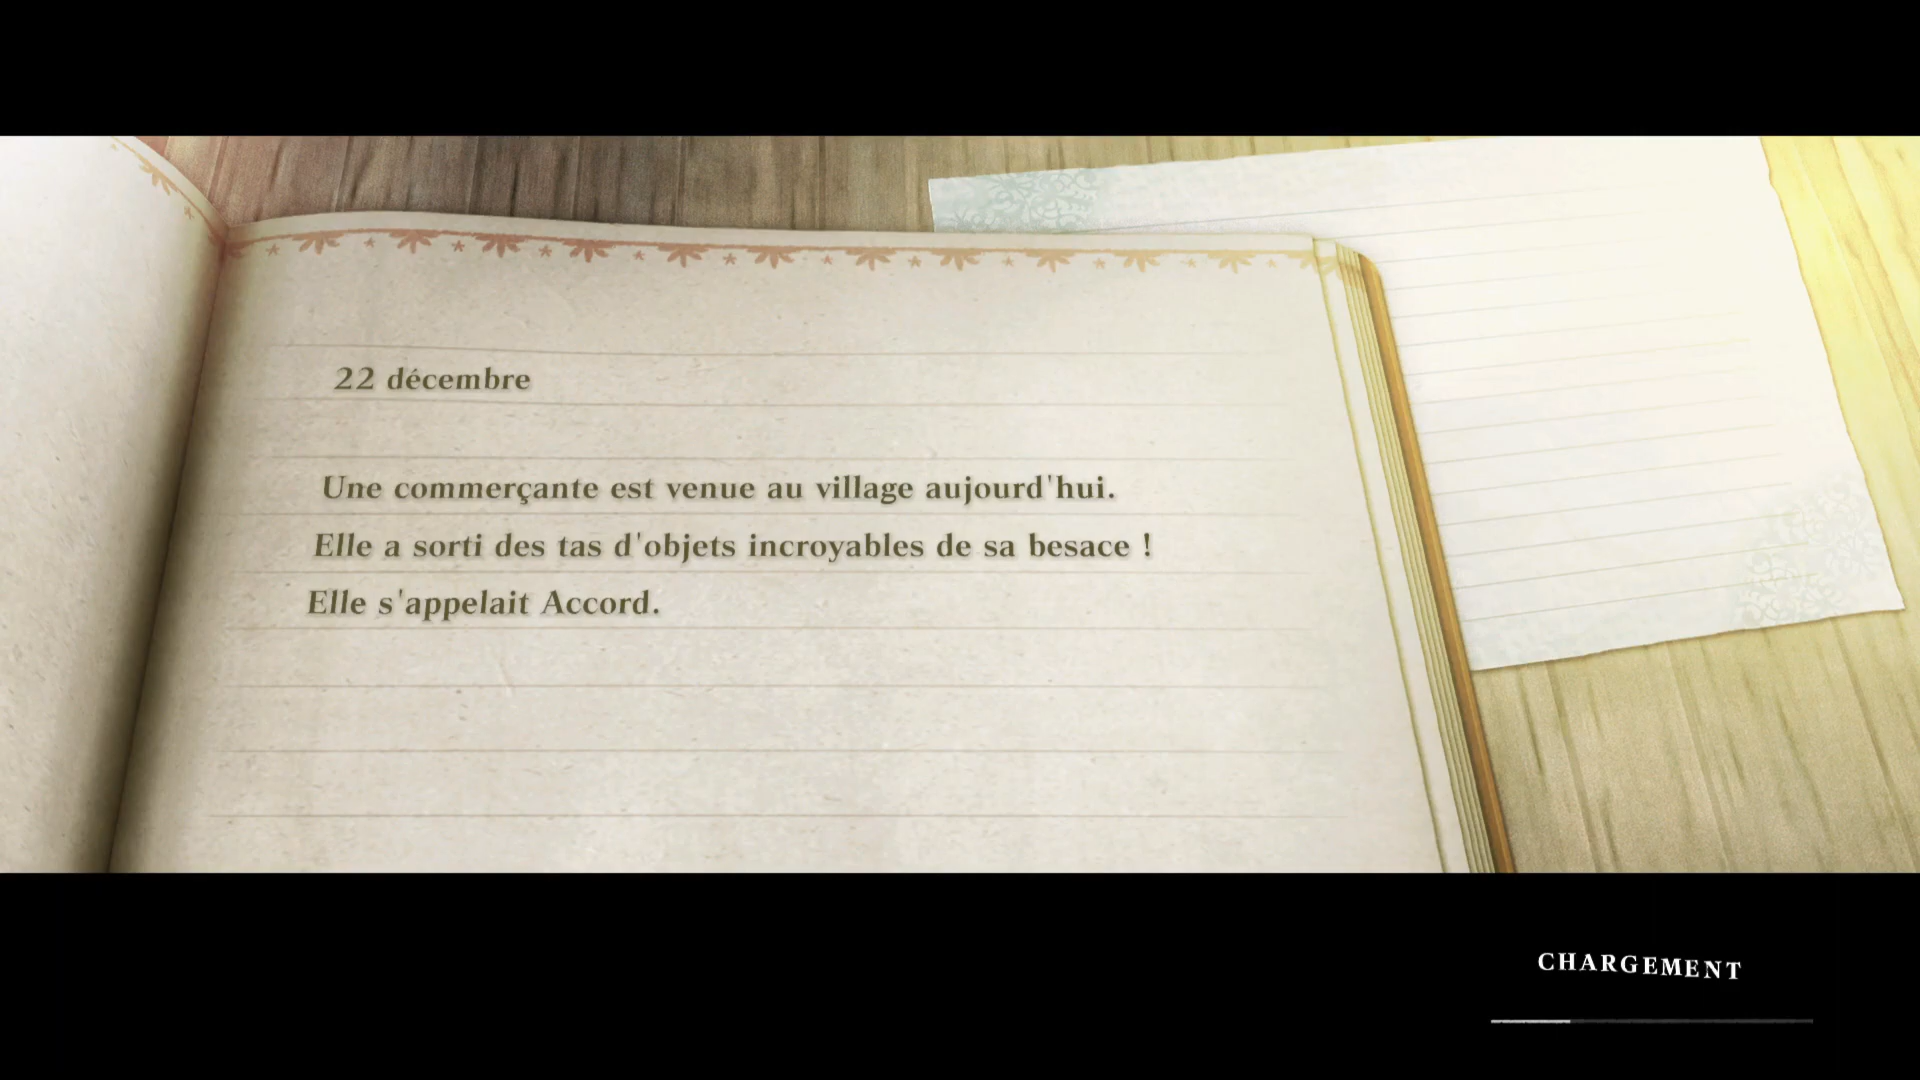 22 décembre
Une commerçante est venue au village aujourd'hui.
Elle a sorti des tas d'objets incroyables de sa besace !
Elle s'appelait Accord.
CHARGEMENT